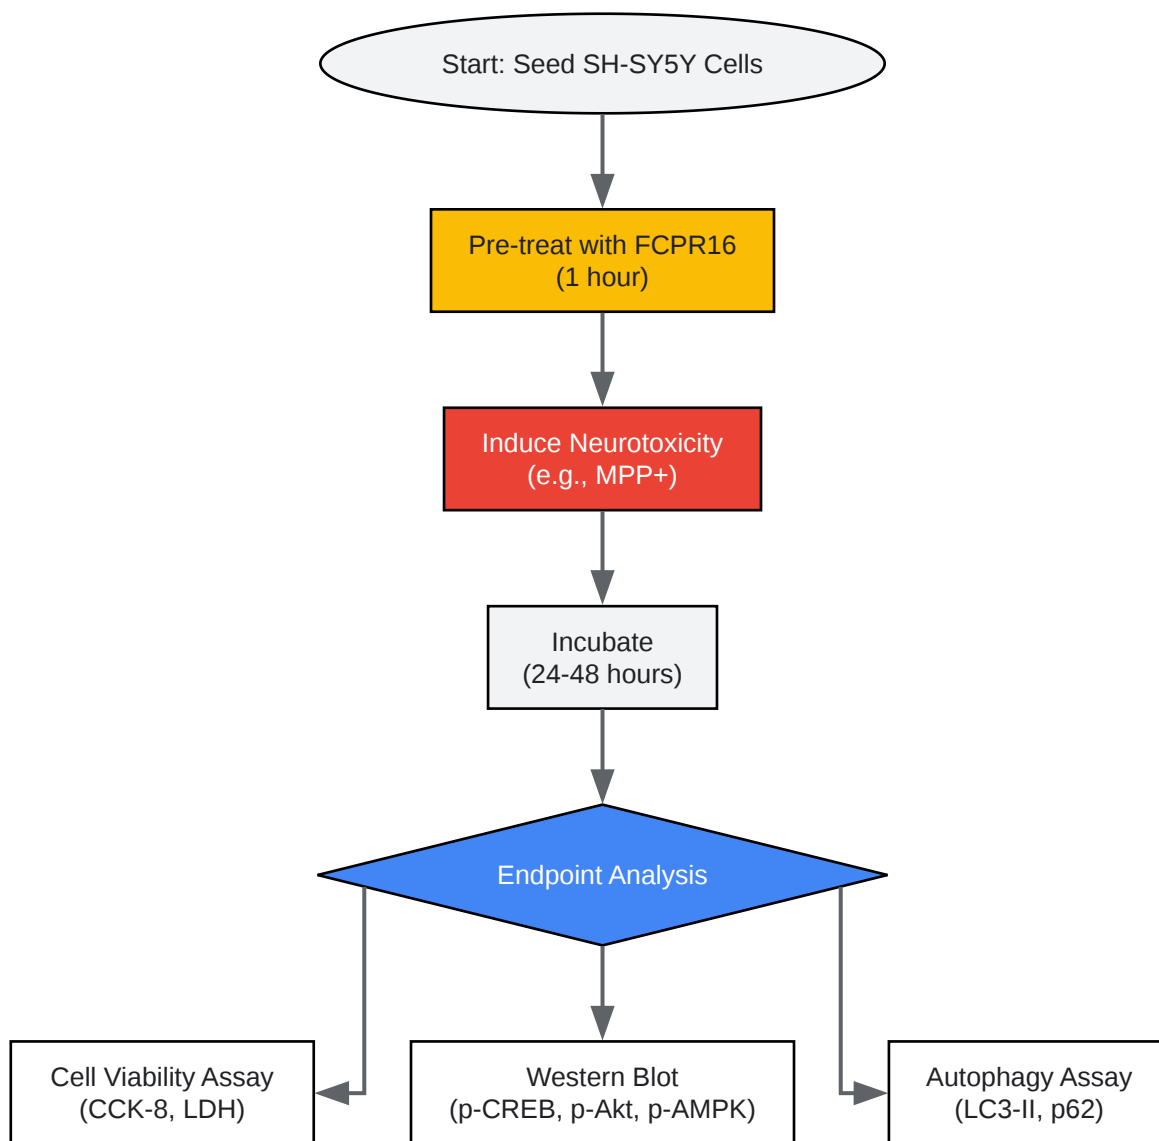 Start: Seed SH-SY5Y Cells
Pre-treat with FCPR16
(1 hour)
Induce Neurotoxicity
(e.g., MPP+)
Incubate
(24-48 hours)
Endpoint Analysis
Cell Viability Assay
(CCK-8, LDH)
Western Blot
(p-CREB, p-Akt, p-AMPK)
Autophagy Assay
(LC3-II, p62)